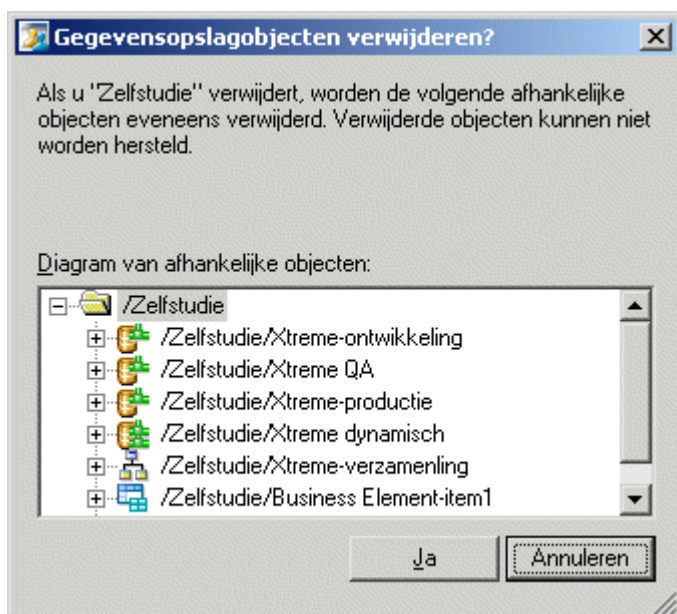 Gegevensopslagobjecten verwijderen?
Als u "Zelfstudie" verwijdert, worden de volgende afhankelijke
objecten eveneens verwijderd. Verwijderde objecten kunnen niet
worden hersteld.
Diagram van afhankelijke objecten:
/Zelfstudie
/Zelfstudie/Xtreme-ontwikkeling
/Zelfstudie/Xtreme QA
/Zelfstudie/Xtreme-productie
/Zelfstudie/Xtreme dynamisch
/Zelfstudie/Xtreme-verzamenling
/Zelfstudie/Business Element-item1
Ja
Annuleren